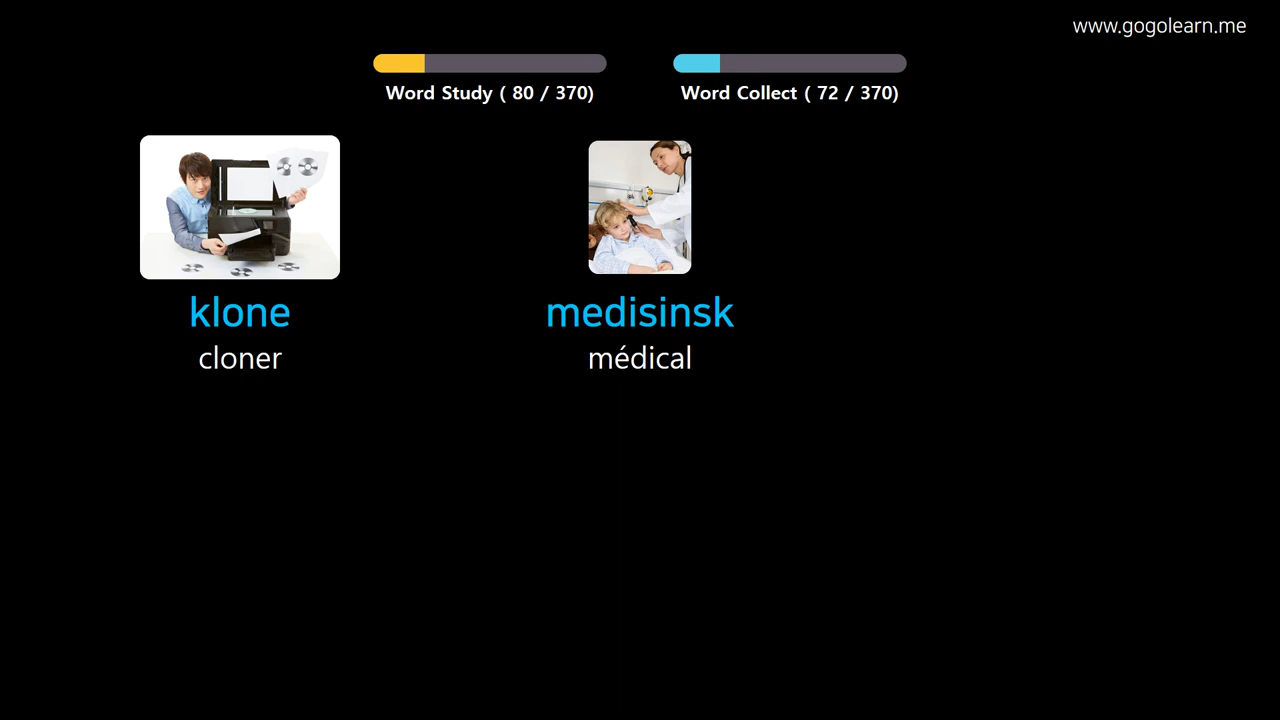 www.gogolearn.me
Word Study ( 80 / 370)
Word Collect ( 72 / 370)
klone
cloner
medisinsk
médical